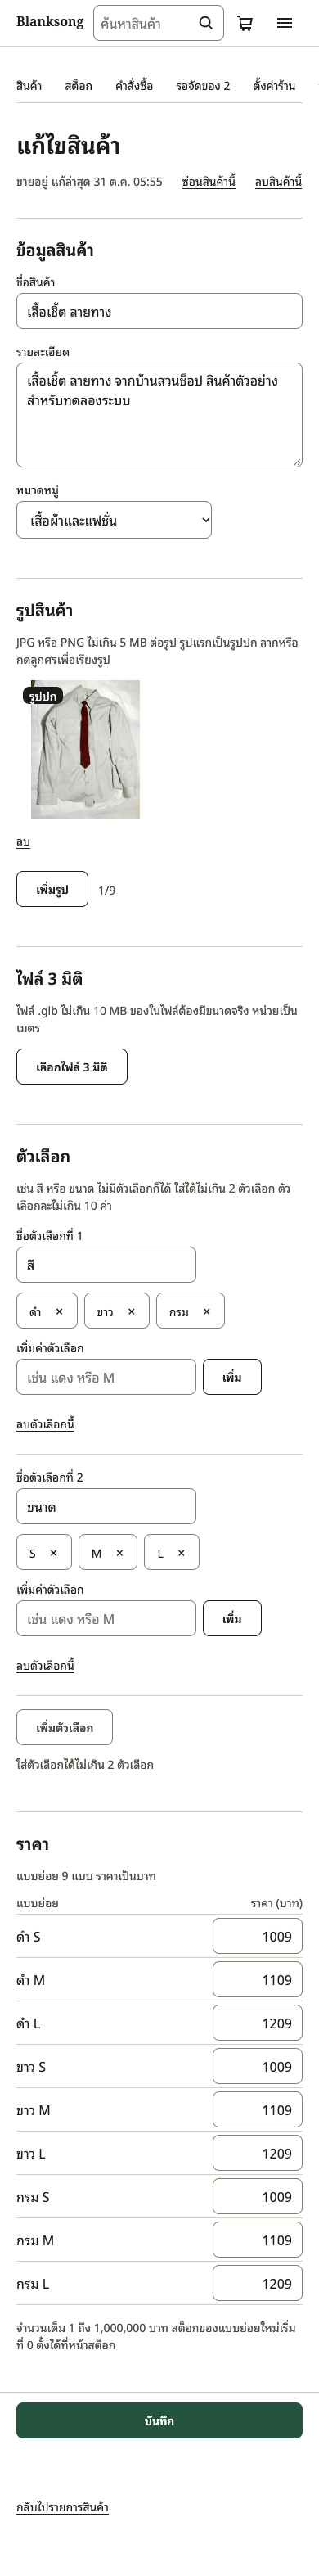 Blanksong
ค้นหาสินค้า
สินค้า สต็อก คำสั่งซื้อ รอจัดของ 2 ตั้งค่าร้าน
แก้ไขสินค้า
ขายอยู่ แก้ล่าสุด 31 ต.ค. 05:55 ซ่อนสินค้านี้ ลบสินค้านี้
ข้อมูลสินค้า
ชื่อสินค้า
เสื้อเชิ้ต ลายทาง
รายละเอียด
เสื้อเชิ้ต ลายทาง จากบ้านสวนช็อป สินค้าตัวอย่าง
สำหรับทดลองระบบ
หมวดหมู่
เสื้อผ้าและแฟชั่น
รูปสินค้า
JPG หรือ PNG ไม่เกิน 5 MB ต่อรูป รูปแรกเป็นรูปปก ลากหรือ
กดลูกศรเพื่อเรียงรูป
รูปปก
ลบ
เพิ่มรูป 1/9
ไฟล์ 3 มิติ
ไฟล์ .glb ไม่เกิน 10 MB ของในไฟล์ต้องมีขนาดจริง หน่วยเป็น
เมตร
เลือกไฟล์ 3 มิติ
ตัวเลือก
เช่น สี หรือ ขนาด ไม่มีตัวเลือกก็ได้ ใส่ได้ไม่เกิน 2 ตัวเลือก ตัว
เลือกละไม่เกิน 10 ค่า
ชื่อตัวเลือกที่ 1
สี
ดำ × ขาว × กรม ×
เพิ่มค่าตัวเลือก
เช่น แดง หรือ M เพิ่ม
ลบตัวเลือกนี้
ชื่อตัวเลือกที่ 2
ขนาด
S × M × L ×
เพิ่มค่าตัวเลือก
เช่น แดง หรือ M เพิ่ม
ลบตัวเลือกนี้
เพิ่มตัวเลือก
ใส่ตัวเลือกได้ไม่เกิน 2 ตัวเลือก
ราคา
แบบย่อย 9 แบบ ราคาเป็นบาท
แบบย่อย ราคา (บาท)
ดำ S 1009
ดำ M 1109
ดำ L 1209
ขาว S 1009
ขาว M 1109
ขาว L 1209
กรม S 1009
กรม M 1109
กรม L 1209
จำนวนเต็ม 1 ถึง 1,000,000 บาท สต็อกของแบบย่อยใหม่เริ่ม
ที่ 0 ตั้งได้ที่หน้าสต็อก
บันทึก
กลับไปรายการสินค้า